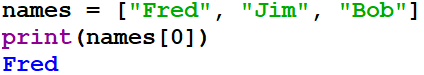 names = ["Fred", "Jim", "Bob"]
print(names[0])
Fred